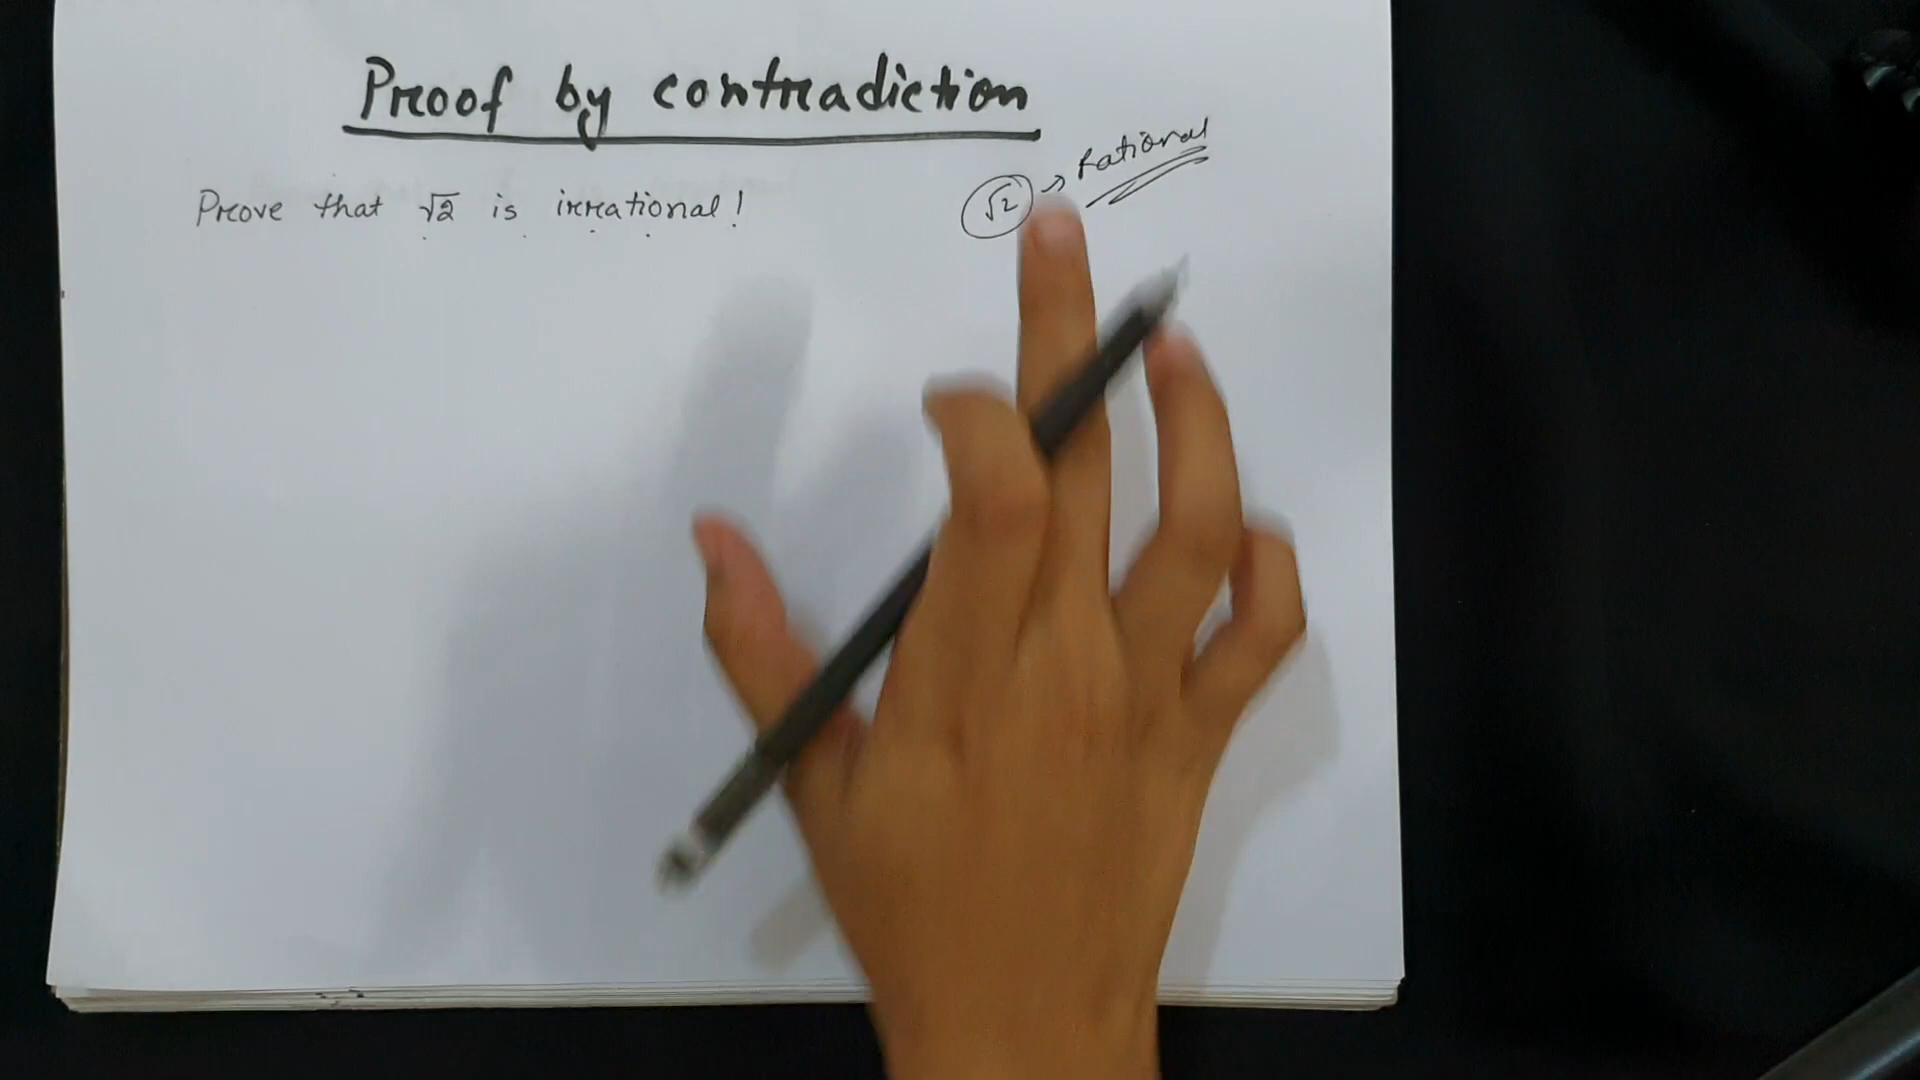 Proof by contradiction
√2 → Rational
Prove that √2 is irrational!